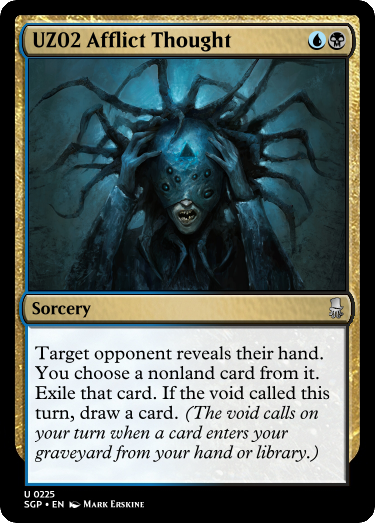 UZ02 Afflict Thought
Sorcery
Target opponent reveals their hand.
You choose a nonland card from it.
Exile that card. If the void called this
turn, draw a card. (The void calls on
your turn when a card enters your
graveyard from your hand or library.)
U 0225
SGP • EN Mark Erskine